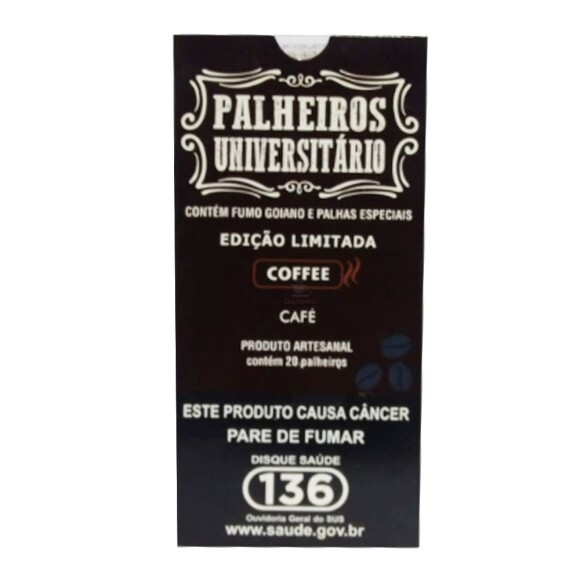 PALHEIROS
UNIVERSITÁRIO
CONTÉM FUMO GOIANO E PALHAS ESPECIAIS
EDIÇÃO LIMITADA
COFFEE
CAFÉ
PRODUTO ARTESANAL
contém 20 palheiros
ESTE PRODUTO CAUSA CÂNCER
PARE DE FUMAR
DISQUE SAÚDE
136
Ouvidoria Geral do SUS
www.saude.gov.br